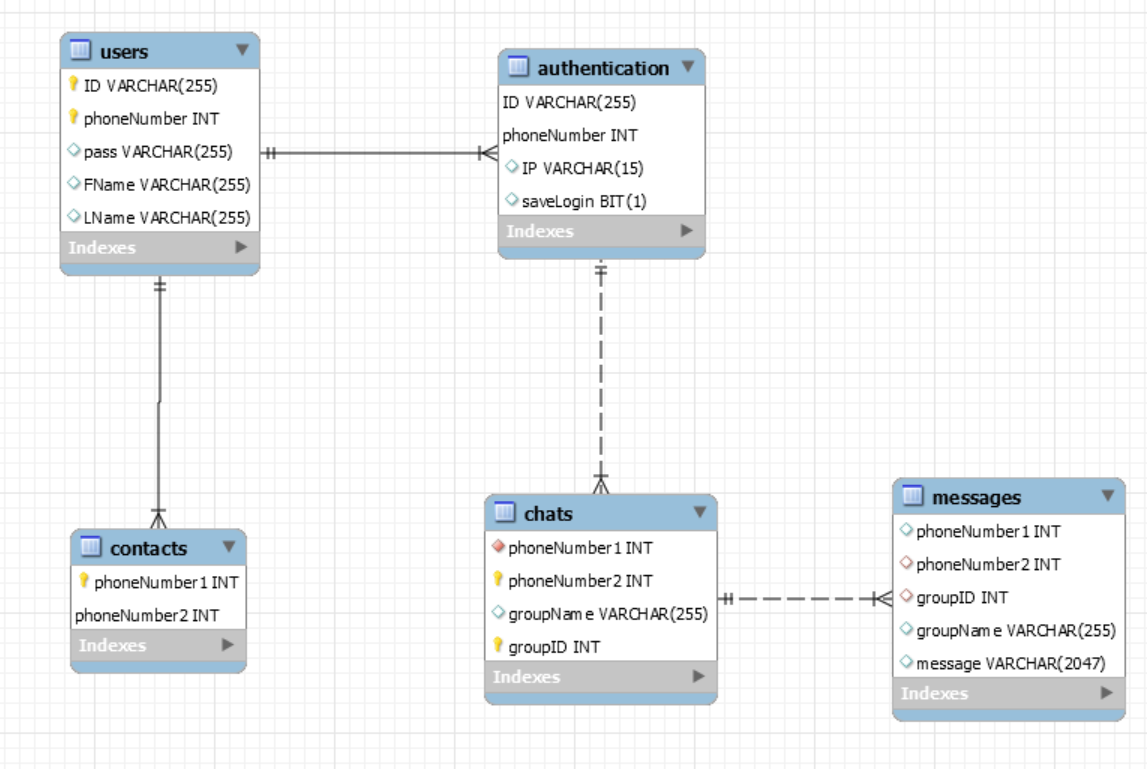 users
ID VARCHAR(255)
phoneNumber INT
pass VARCHAR(255)
FName VARCHAR(255)
LName VARCHAR(255)
Indexes
authentication
ID VARCHAR(255)
phoneNumber INT
IP VARCHAR(15)
saveLogin BIT(1)
Indexes
contacts
phoneNumber1 INT
phoneNumber2 INT
Indexes
chats
phoneNumber1 INT
phoneNumber2 INT
groupName VARCHAR(255)
groupID INT
Indexes
messages
phoneNumber1 INT
phoneNumber2 INT
groupID INT
groupName VARCHAR(255)
message VARCHAR(2047)
Indexes